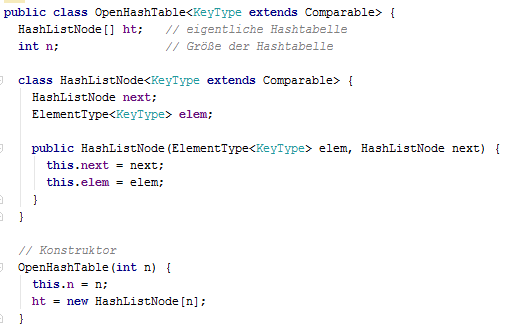 public class OpenHashTable<KeyType extends Comparable> {
HashListNode[] ht;   // eigentliche Hashtabelle
int n;               // Größe der Hashtabelle
class HashListNode<KeyType extends Comparable> {
HashListNode next;
ElementType<KeyType> elem;
public HashListNode(ElementType<KeyType> elem, HashListNode next) {
this.next = next;
this.elem = elem;
}
}
// Konstruktor
OpenHashTable(int n) {
this.n = n;
ht = new HashListNode[n];
}